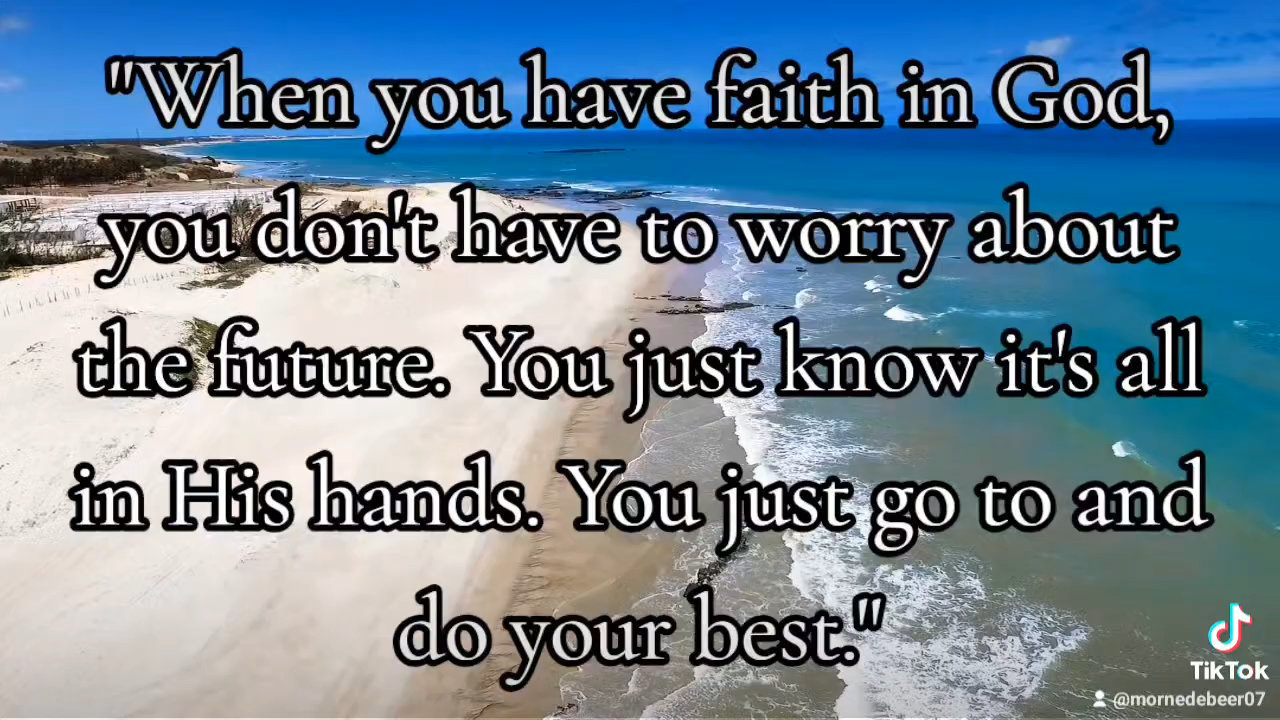 "When you have faith in God,
you don't have to worry about
the future. You just know it's all
in His hands. You just go to and
do your best."
TikTok
@mornedebeer07